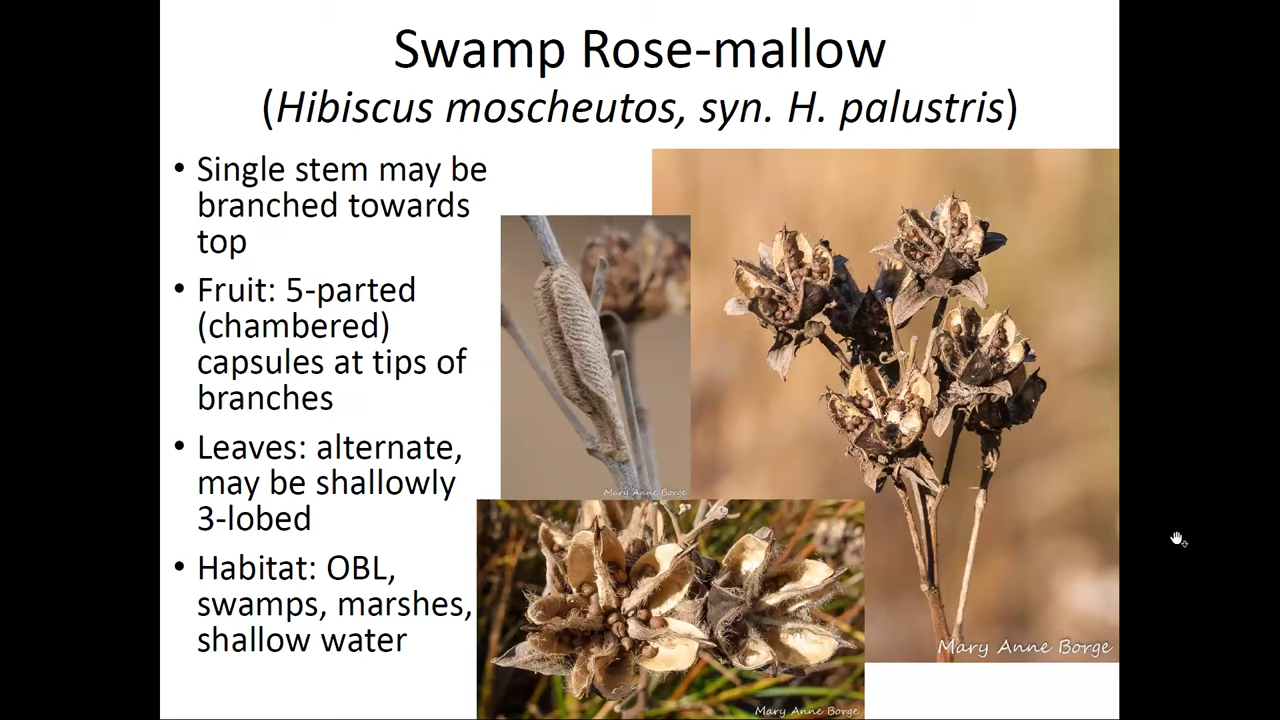 Swamp Rose-mallow
(Hibiscus moscheutos, syn. H. palustris)
• Single stem may be
branched towards
top
• Fruit: 5-parted
(chambered)
capsules at tips of
branches
• Leaves: alternate,
may be shallowly
3-lobed
• Habitat: OBL,
swamps, marshes,
shallow water
Mary Anne Borge
Mary Anne Borge
Mary Anne Borge